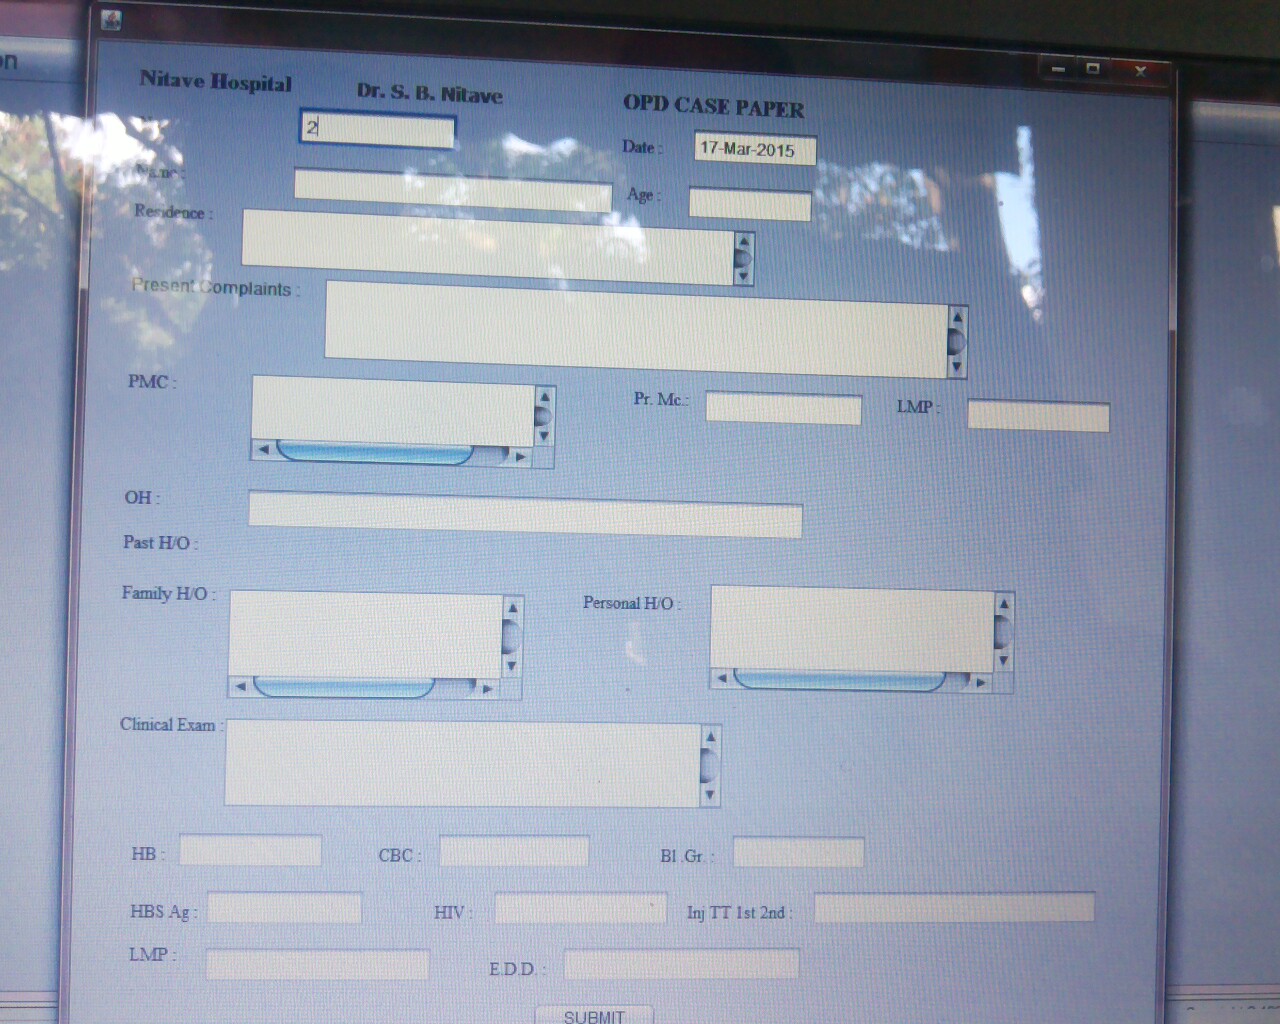 on
Nitave Hospital Dr. S. B. Nitave OPD CASE PAPER
2 Date : 17-Mar-2015
Name : Age :
Residence :
Present Complaints :
PMC : Pr. Mc.: LMP :
OH :
Past H/O :
Family H/O : Personal H/O :
Clinical Exam :
HB : CBC : Bl .Gr. :
HBS Ag : HIV : Inj TT 1st 2nd :
LMP : E.D.D. :
SUBMIT